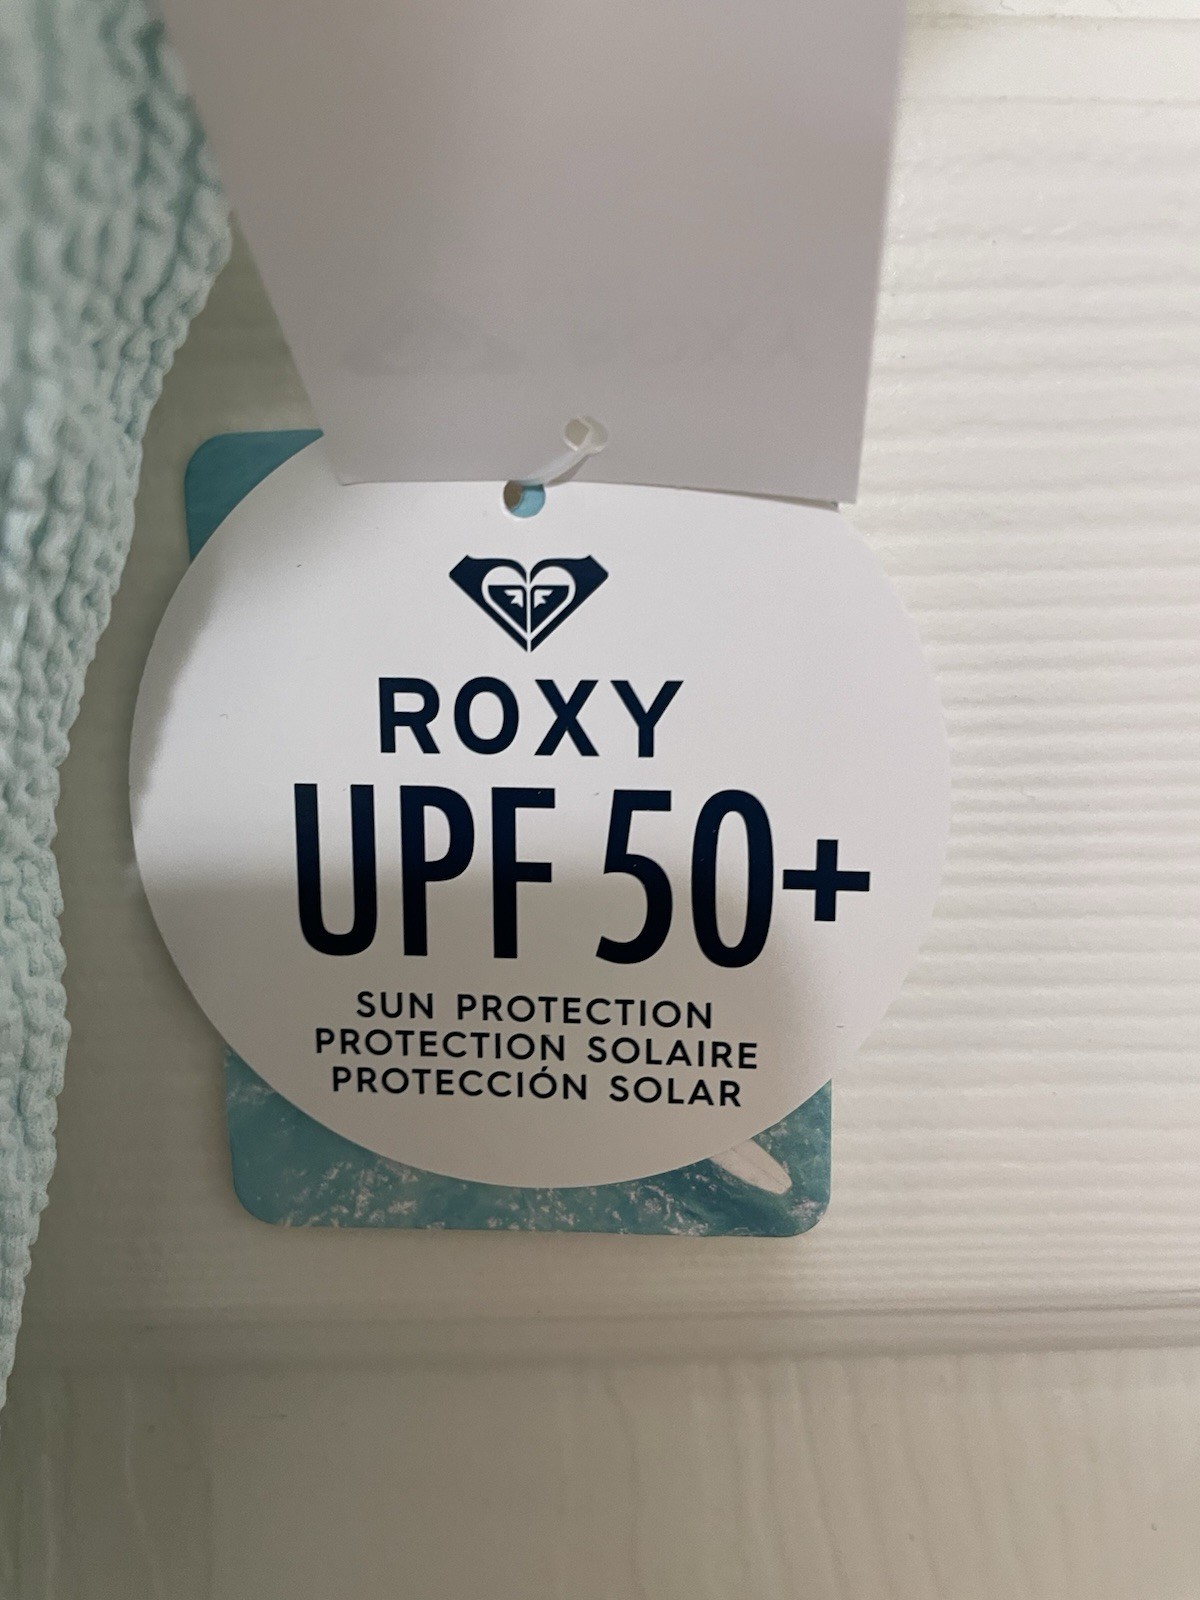 ROXY
UPF 50+
SUN PROTECTION
PROTECTION SOLAIRE
PROTECCIÓN SOLAR